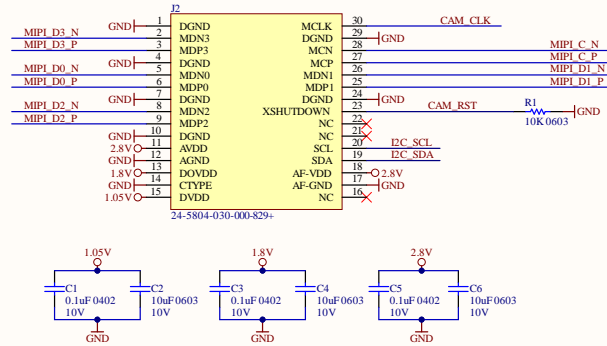 J2
1 DGND MCLK 30 CAM_CLK
GND
MIPI_D3_N 2 MDN3 DGND 29 GND
MIPI_D3_P 3 MDP3 MCN 28 MIPI_C_N
GND 4 DGND MCP 27 MIPI_C_P
MIPI_D0_N 5 MDN0 MDN1 26 MIPI_D1_N
MIPI_D0_P 6 MDP0 MDP1 25 MIPI_D1_P
GND 7 DGND DGND 24 GND
MIPI_D2_N 8 MDN2 XSHUTDOWN 23 CAM_RST R1 GND
MIPI_D2_P 9 MDP2 NC 22 10K 0603
GND 10 DGND NC 21
2.8V 11 AVDD SCL 20 I2C_SCL
GND 12 AGND SDA 19 I2C_SDA
1.8V 13 DOVDD AF-VDD 18 2.8V
GND 14 CTYPE AF-GND 17 GND
1.05V 15 DVDD NC 16
24-5804-030-000-829+
1.05V 1.8V 2.8V
C1 C2 C3 C4 C5 C6
0.1uF 0402 10uF 0603 0.1uF 0402 10uF 0603 0.1uF 0402 10uF 0603
10V 10V 10V 10V 10V 10V
GND GND GND